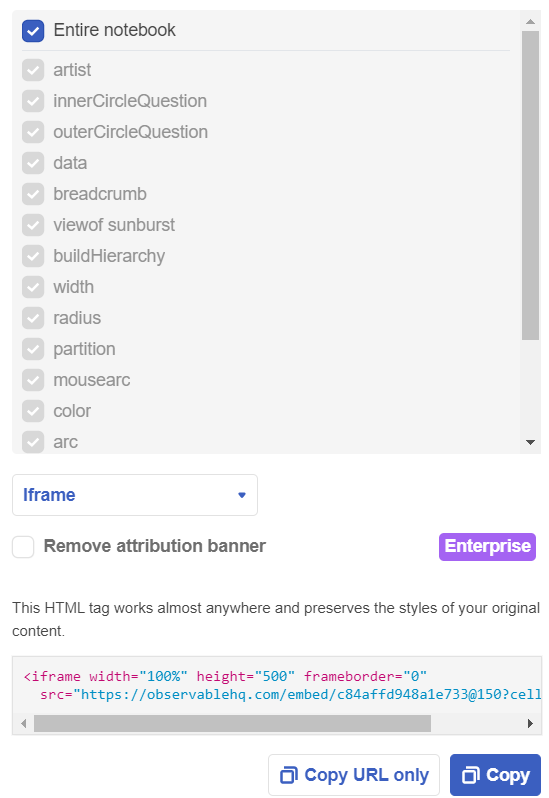 Entire notebook
artist
innerCircleQuestion
outerCircleQuestion
data
breadcrumb
viewof sunburst
buildHierarchy
width
radius
partition
mousearc
color
arc
Iframe
Remove attribution banner Enterprise
This HTML tag works almost anywhere and preserves the styles of your original
content.
<iframe width="100%" height="500" frameborder="0"
src="https://observablehq.com/embed/c84affd948a1e733@150?cell
Copy URL only Copy